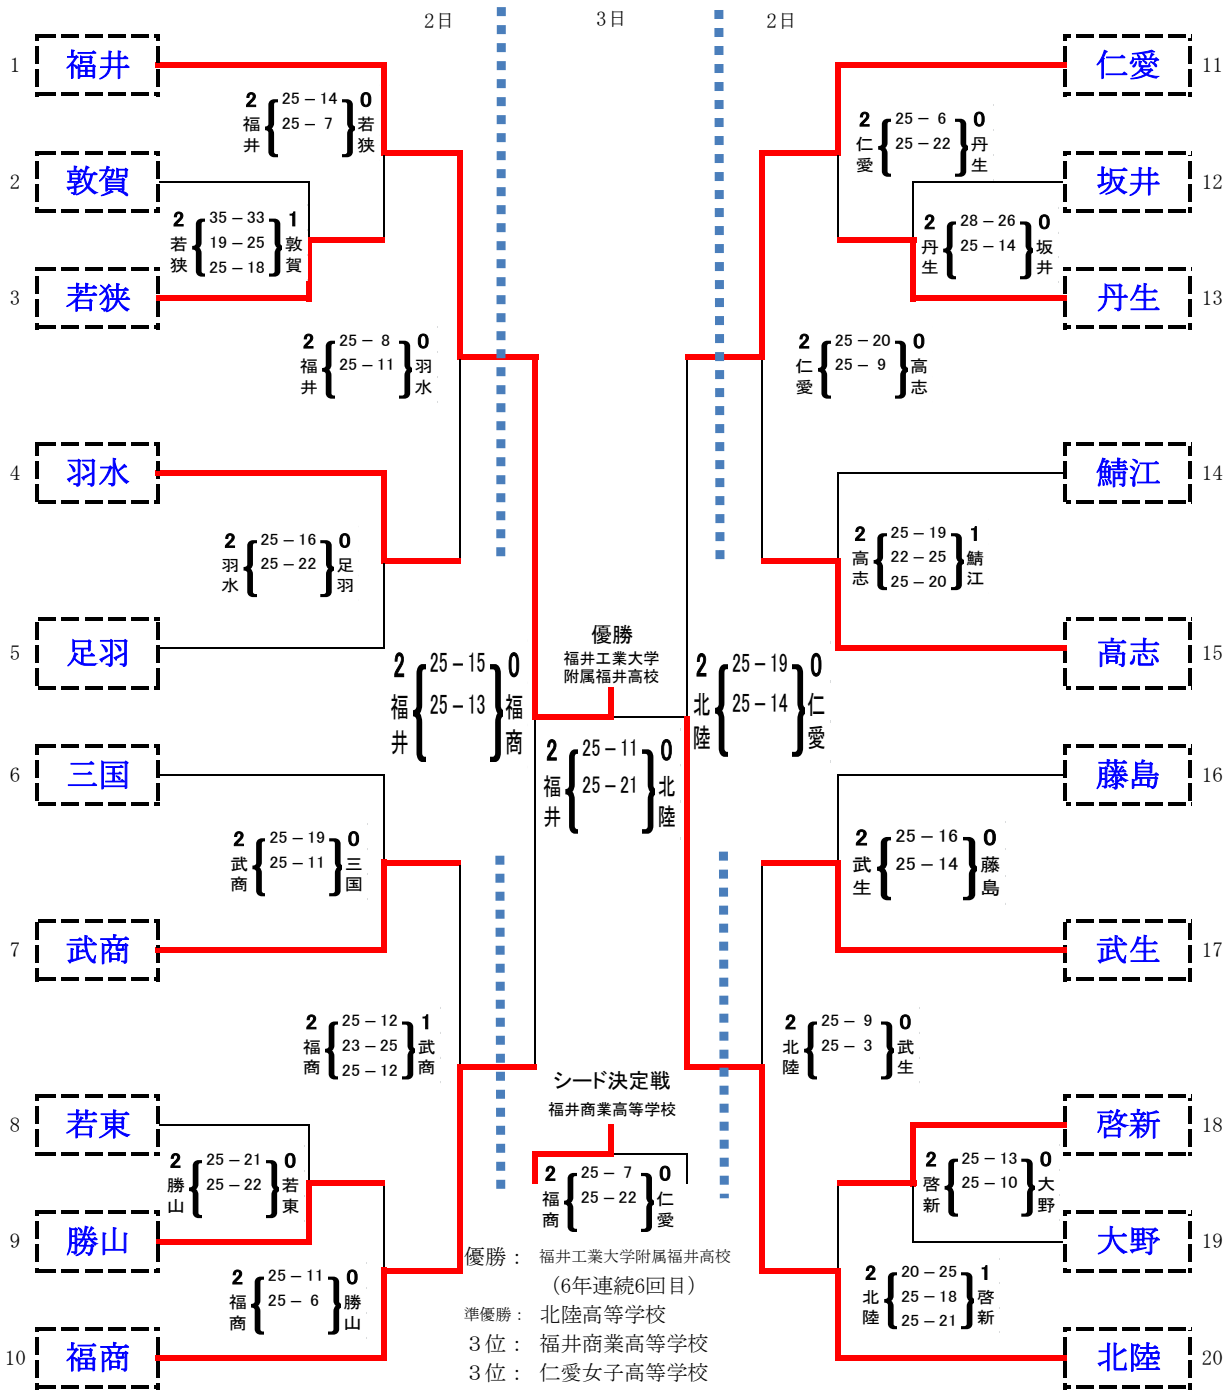 2日
3日
2日
1
福井
2
敦賀
3
若狭
4
羽水
5
足羽
6
三国
7
武商
8
若東
9
勝山
10
福商
仁愛
11
坂井
12
丹生
13
鯖江
14
高志
15
藤島
16
武生
17
啓新
18
大野
19
北陸
20
2 福井 25－14 0 若狭
25－7
2 若狭 35－33 1 敦賀
19－25
25－18
2 福井 25－8 0 羽水
25－11
2 羽水 25－16 0 足羽
25－22
2 福井 25－15 0 福商
25－13
2 武商 25－19 0 三国
25－11
2 福商 25－12 1 武商
23－25
25－12
2 勝山 25－21 0 若東
25－22
2 福商 25－11 0 勝山
25－6
2 仁愛 25－6 0 丹生
25－22
2 丹生 28－26 0 坂井
25－14
2 仁愛 25－20 0 高志
25－9
2 高志 25－19 1 鯖江
22－25
25－20
2 北陸 25－19 0 仁愛
25－14
2 武生 25－16 0 藤島
25－14
2 北陸 25－9 0 武生
25－3
2 啓新 25－13 0 大野
25－10
2 北陸 20－25 1 啓新
25－18
25－21
優勝
福井工業大学
附属福井高校
2 福井 25－11 0 北陸
25－21
シード決定戦
福井商業高等学校
2 福商 25－7 0 仁愛
25－22
優勝： 福井工業大学附属福井高校
（6年連続6回目）
準優勝： 北陸高等学校
3位： 福井商業高等学校
3位： 仁愛女子高等学校